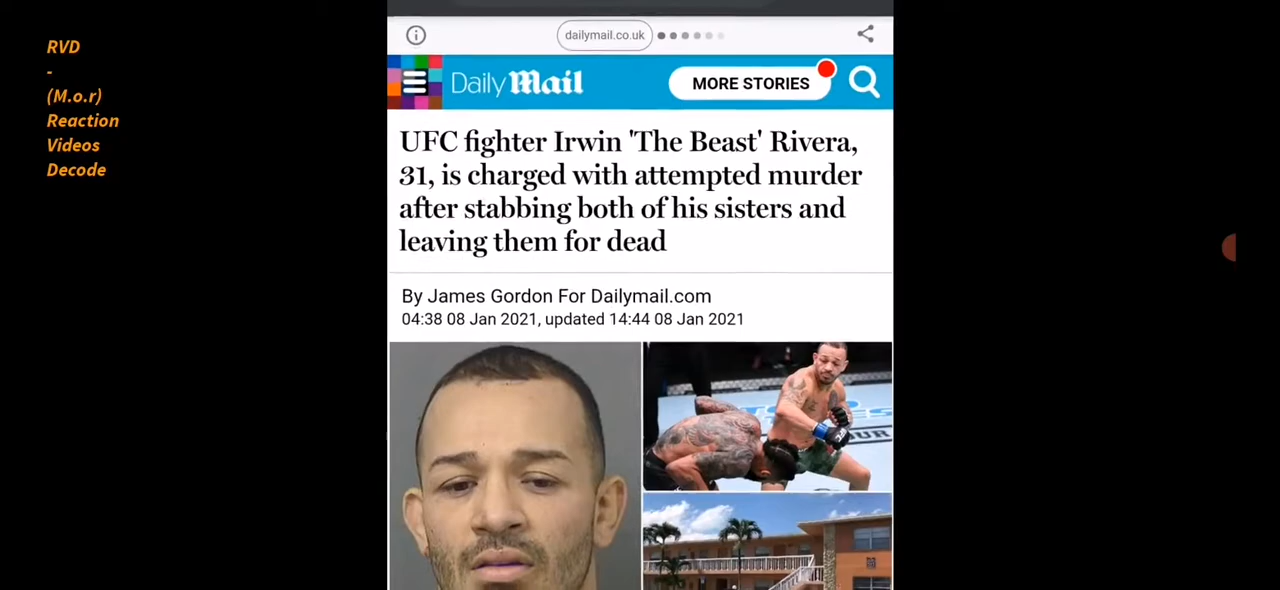 RVD
-
(M.o.r)
Reaction
Videos
Decode
dailymail.co.uk
Daily Mail
MORE STORIES
UFC fighter Irwin 'The Beast' Rivera,
31, is charged with attempted murder
after stabbing both of his sisters and
leaving them for dead
By James Gordon For Dailymail.com
04:38 08 Jan 2021, updated 14:44 08 Jan 2021